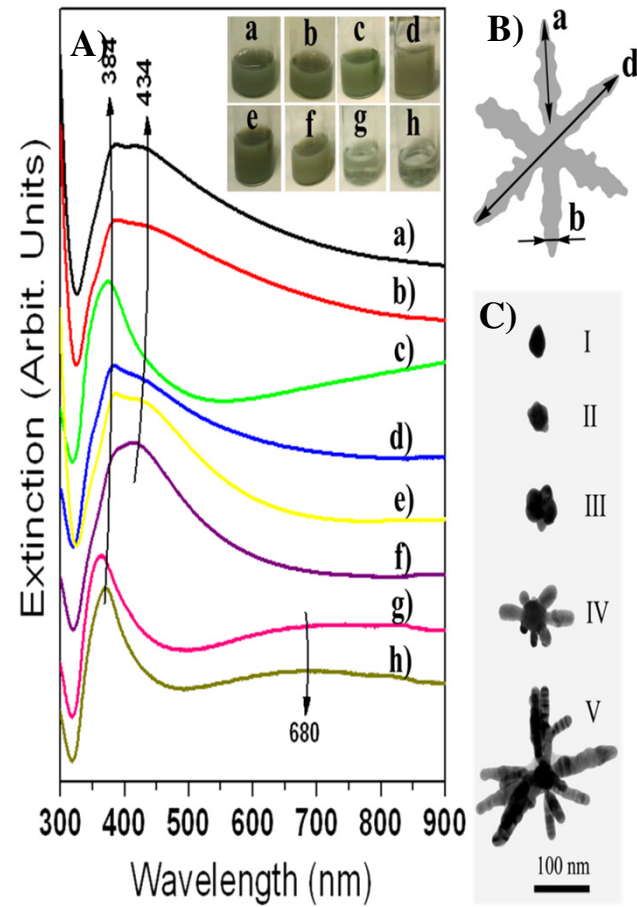 A)
384
434
a b c d
e f g h
Extinction (Arbit. Units)
a)
b)
c)
d)
e)
f)
g)
h)
680
300 400 500 600 700 800 900
Wavelength (nm)
B)
a
d
b
C)
I
II
III
IV
V
100 nm